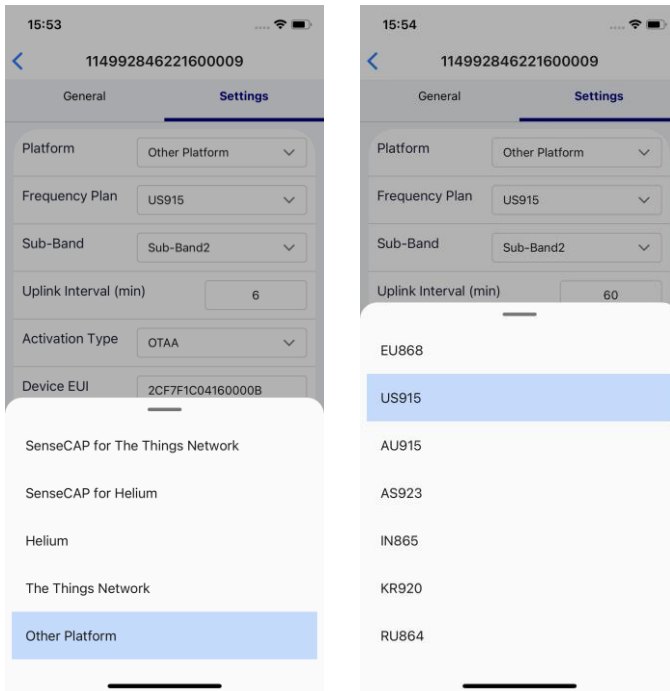 15:53
114992846221600009
General Settings
Platform Other Platform
Frequency Plan US915
Sub-Band Sub-Band2
Uplink Interval (min) 6
Activation Type OTAA
Device EUI 2CF7F1C04160000B
SenseCAP for The Things Network
SenseCAP for Helium
Helium
The Things Network
Other Platform
15:54
114992846221600009
General Settings
Platform Other Platform
Frequency Plan US915
Sub-Band Sub-Band2
Uplink Interval (min) 60
EU868
US915
AU915
AS923
IN865
KR920
RU864